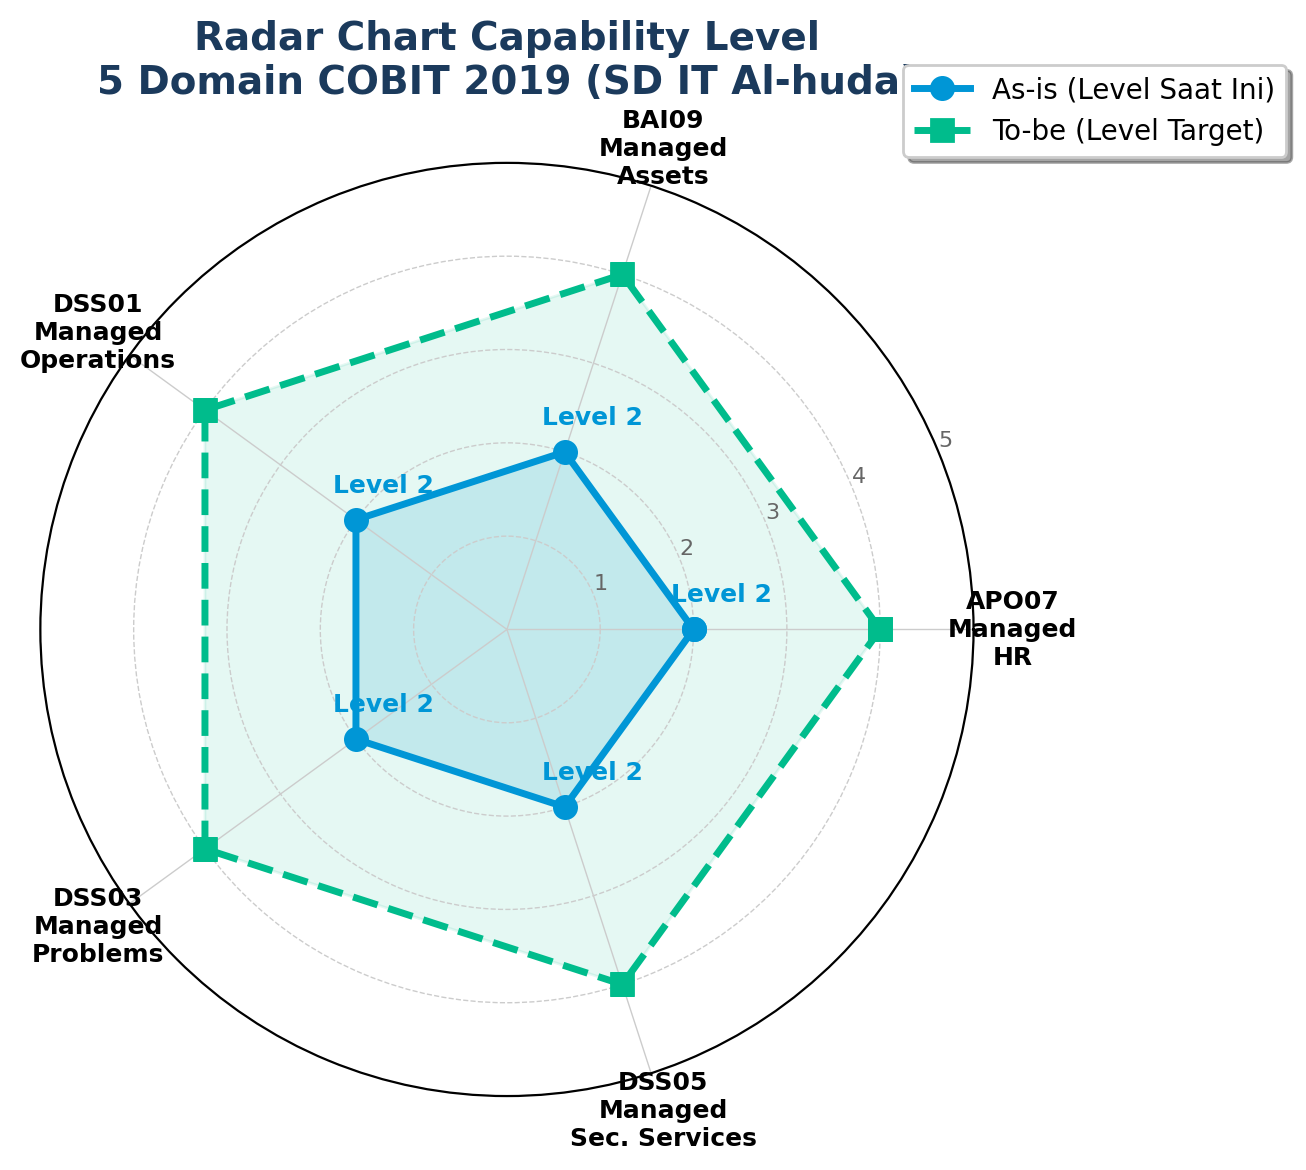 Radar Chart Capability Level
5 Domain COBIT 2019 (SD IT Al-huda)
As-is (Level Saat Ini)
To-be (Level Target)
BAI09
Managed
Assets
DSS01
Managed
Operations
Level 2
Level 2
5
4
3
2
1
Level 2
APO07
Managed
HR
Level 2
Level 2
DSS03
Managed
Problems
DSS05
Managed
Sec. Services